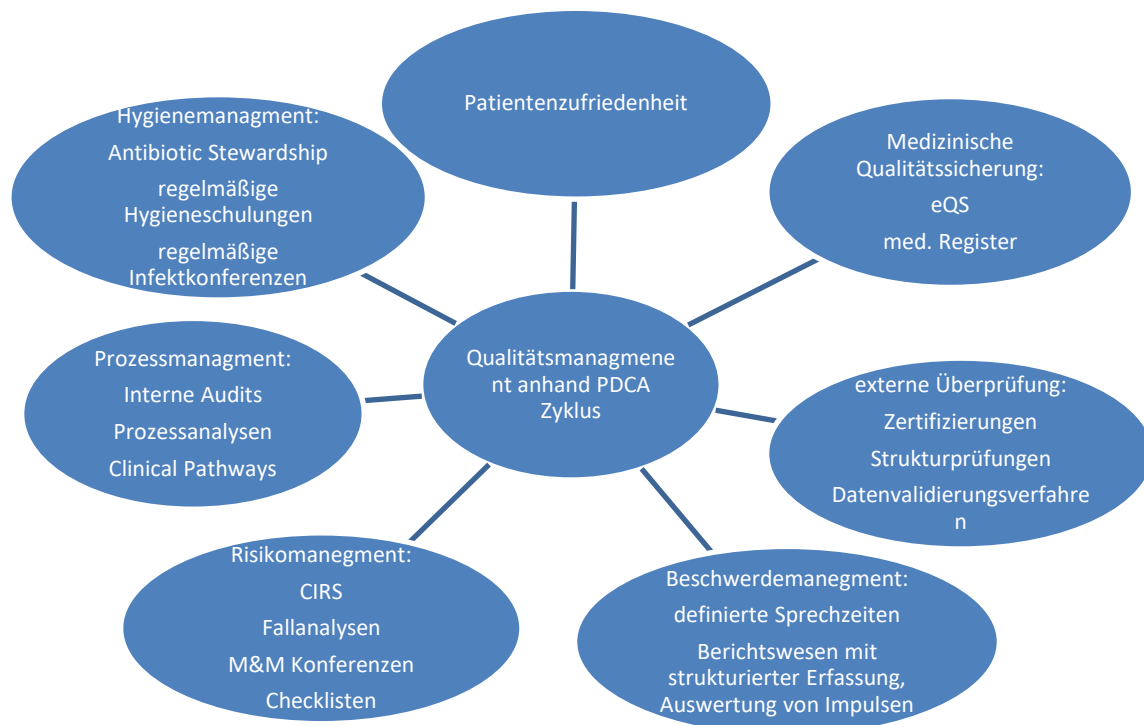 Patientenzufriedenheit
Hygienemanagment:
Antibiotic Stewardship
regelmäßige
Hygieneschulungen
regelmäßige
Infektkonferenzen
Medizinische
Qualitätssicherung:
eQS
med. Register
Qualitätsmanagmene
nt anhand PDCA
Zyklus
Prozessmanagment:
Interne Audits
Prozessanalysen
Clinical Pathways
externe Überprüfung:
Zertifizierungen
Strukturprüfungen
Datenvalidierungsverfahre
n
Risikomanegment:
CIRS
Fallanalysen
M&M Konferenzen
Checklisten
Beschwerdemanegment:
definierte Sprechzeiten
Berichtswesen mit
strukturierter Erfassung,
Auswertung von Impulsen